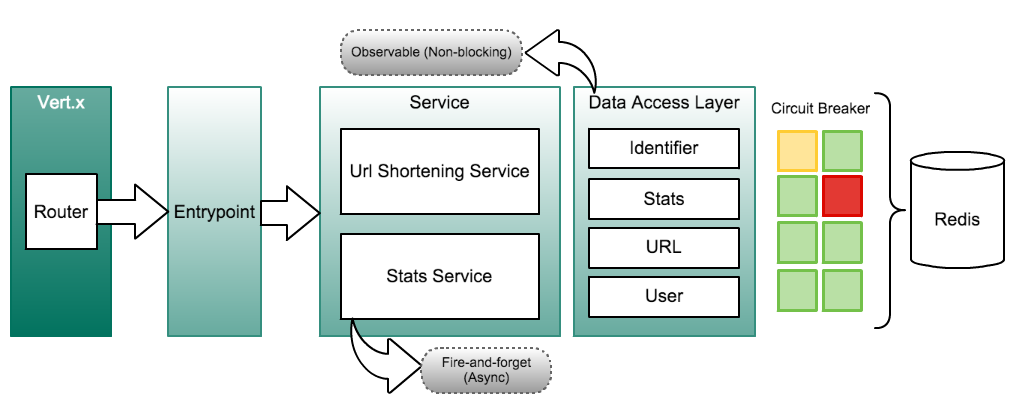 Observable (Non-blocking)
Vert.x
Service
Data Access Layer
Circuit Breaker
Router
Entrypoint
Url Shortening Service
Stats Service
Identifier
Stats
URL
User
Redis
Fire-and-forget
(Async)